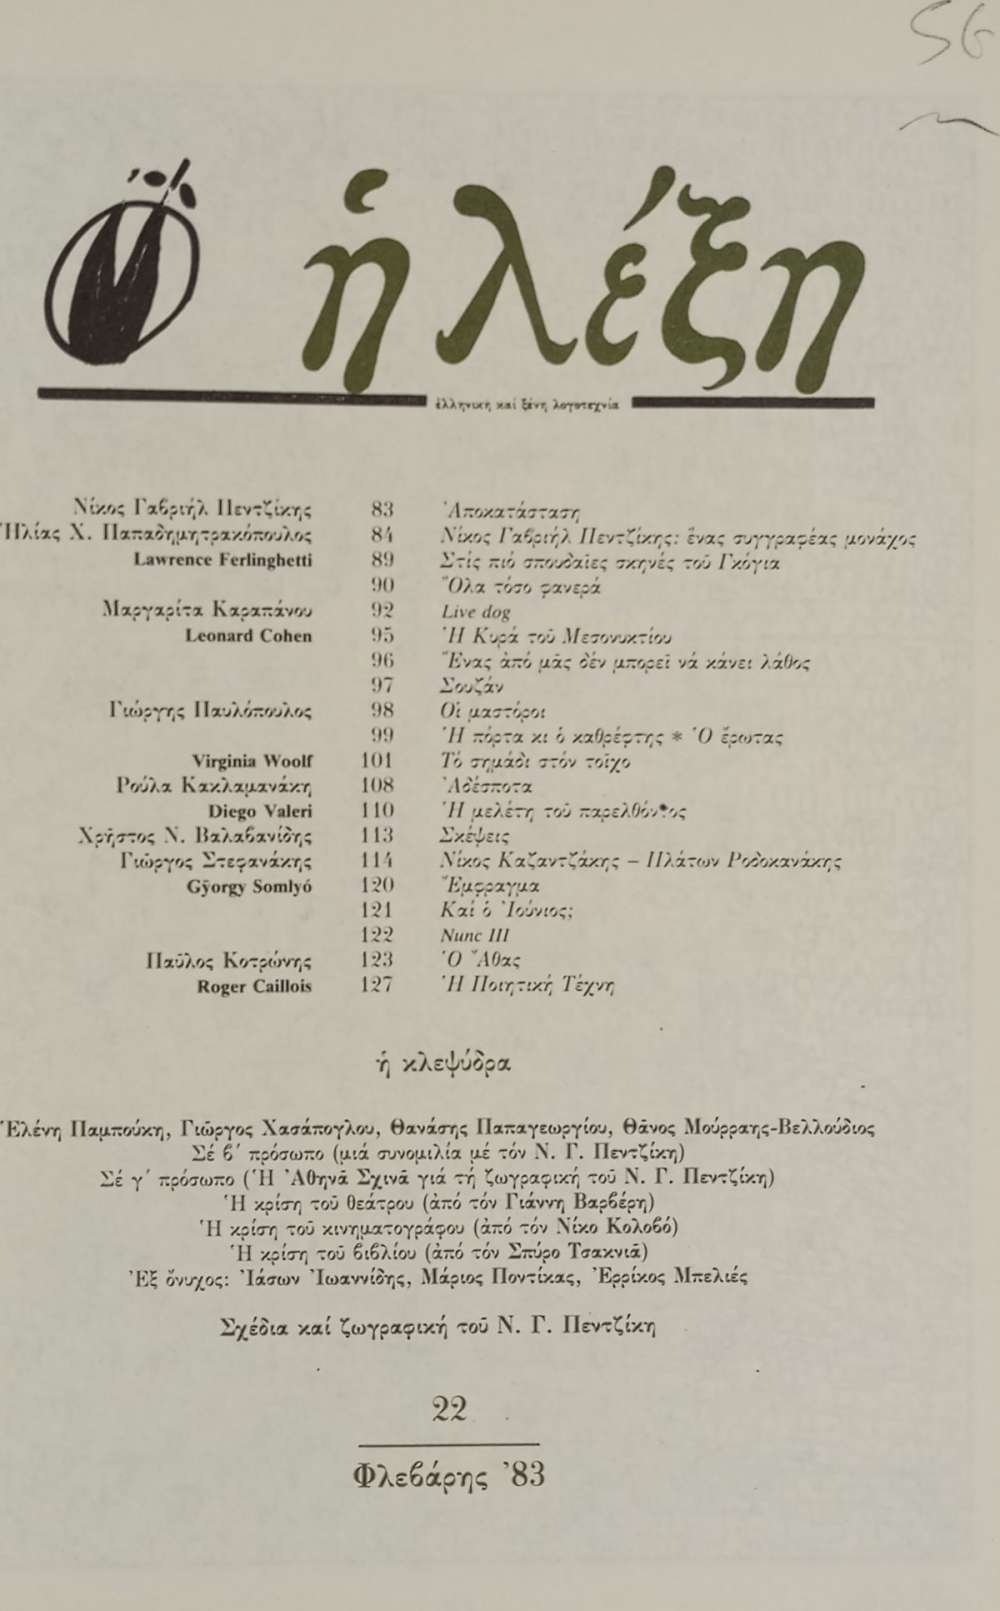 SG
ἡ λέξη
ἑλληνική καί ξένη λογοτεχνία
Νίκος Γαβριήλ Πεντζίκης 83 Ἀποκατάσταση
Ἠλίας Χ. Παπαδημητρακόπουλος 84 Νίκος Γαβριήλ Πεντζίκης: ἕνας συγγραφέας μονάχος
Lawrence Ferlinghetti 89 Στίς πιό σπουδαῖες σκηνές τοῦ Γκόγια
90 Ὅλα τόσο φανερά
Μαργαρίτα Καραπάνου 92 Live dog
Leonard Cohen 95 Ἡ Κυρά τοῦ Μεσονυκτίου
96 Ἕνας ἀπό μᾶς δέν μπορεῖ νά κάνει λάθος
97 Σουζάν
Γιώργης Παυλόπουλος 98 Οἱ μαστόροι
99 Ἡ πόρτα κι ὁ καθρέφτης * Ὁ ἔρωτας
Virginia Woolf 101 Τό σημάδι στόν τοῖχο
Ρούλα Κακλαμανάκη 108 Ἀδέσποτα
Diego Valeri 110 Ἡ μελέτη τοῦ παρελθόντος
Χρῆστος Ν. Βαλαβανίδης 113 Σκέψεις
Γιῶργος Στεφανάκης 114 Νίκος Καζαντζάκης – Πλάτων Ροδοκανάκης
Gÿorgy Somlyó 120 Ἔμφραγμα
121 Καί ὁ Ἰούνιος;
122 Nunc III
Παῦλος Κοτρώνης 123 Ὁ Ἄθας
Roger Caillois 127 Ἡ Ποιητική Τέχνη
ἡ κλεψύδρα
Ἑλένη Παμπούκη, Γιῶργος Χασάπογλου, Θανάσης Παπαγεωργίου, Θᾶνος Μούρραης-Βελλούδιος
Σέ β΄ πρόσωπο (μιά συνομιλία μέ τόν Ν. Γ. Πεντζίκη)
Σέ γ΄ πρόσωπο (Ἡ Ἀθηνᾶ Σχινᾶ γιά τή ζωγραφική τοῦ Ν. Γ. Πεντζίκη)
Ἡ κρίση τοῦ θεάτρου (ἀπό τόν Γιάννη Βαρβέρη)
Ἡ κρίση τοῦ κινηματογράφου (ἀπό τόν Νίκο Κολοβό)
Ἡ κρίση τοῦ βιβλίου (ἀπό τόν Σπύρο Τσακνιᾶ)
Ἐξ ὄνυχος: Ἰάσων Ἰωαννίδης, Μάριος Ποντίκας, Ἐρρίκος Μπελιές
Σχέδια καί ζωγραφική τοῦ Ν. Γ. Πεντζίκη
22
Φλεβάρης '83